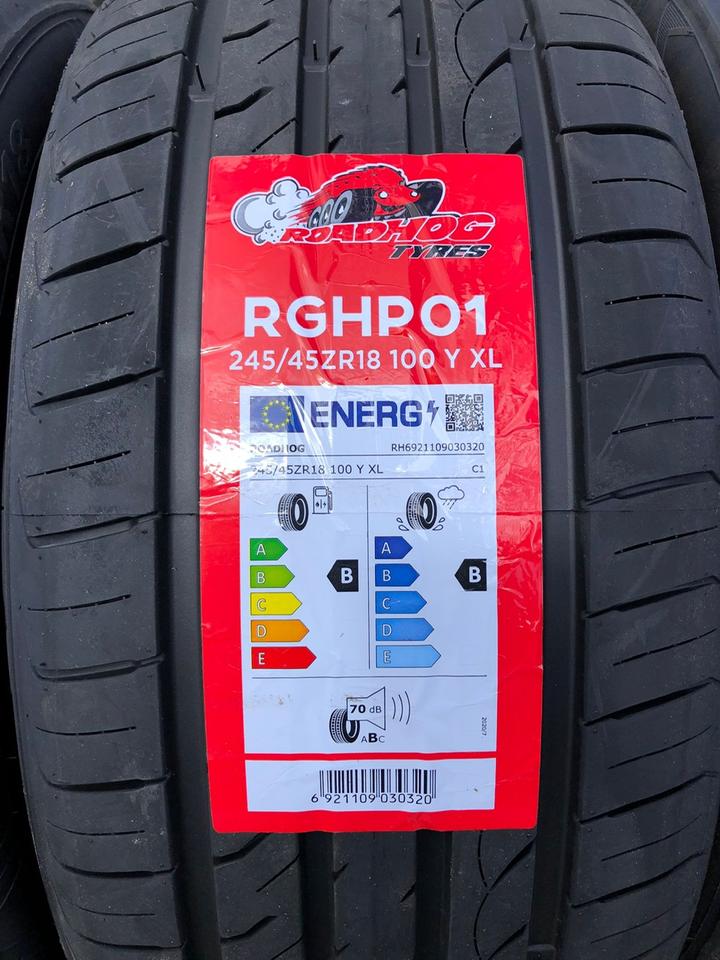 ROADHOG
TYRES
RGHP01
245/45ZR18 100 Y XL
ENERG
ROADHOG RH6921109030320
245/45ZR18 100 Y XL C1
A A
B B B B
C C
D D
E E
70 dB
ABC
2020/7
6 921109 030320